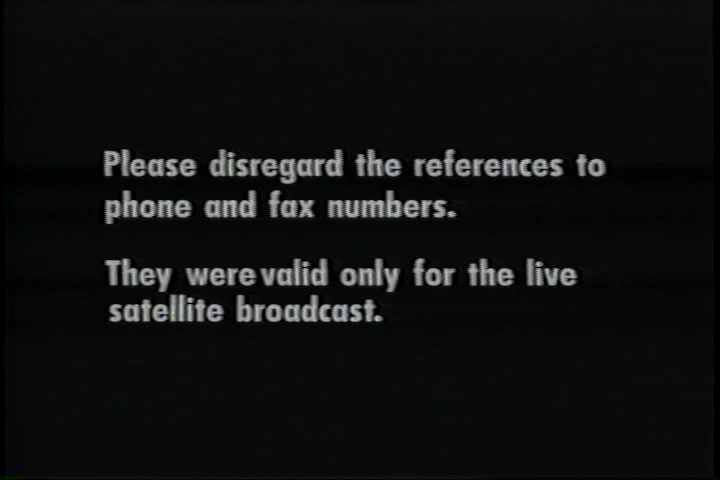 Please disregard the references to
phone and fax numbers.
They were valid only for the live
satellite broadcast.